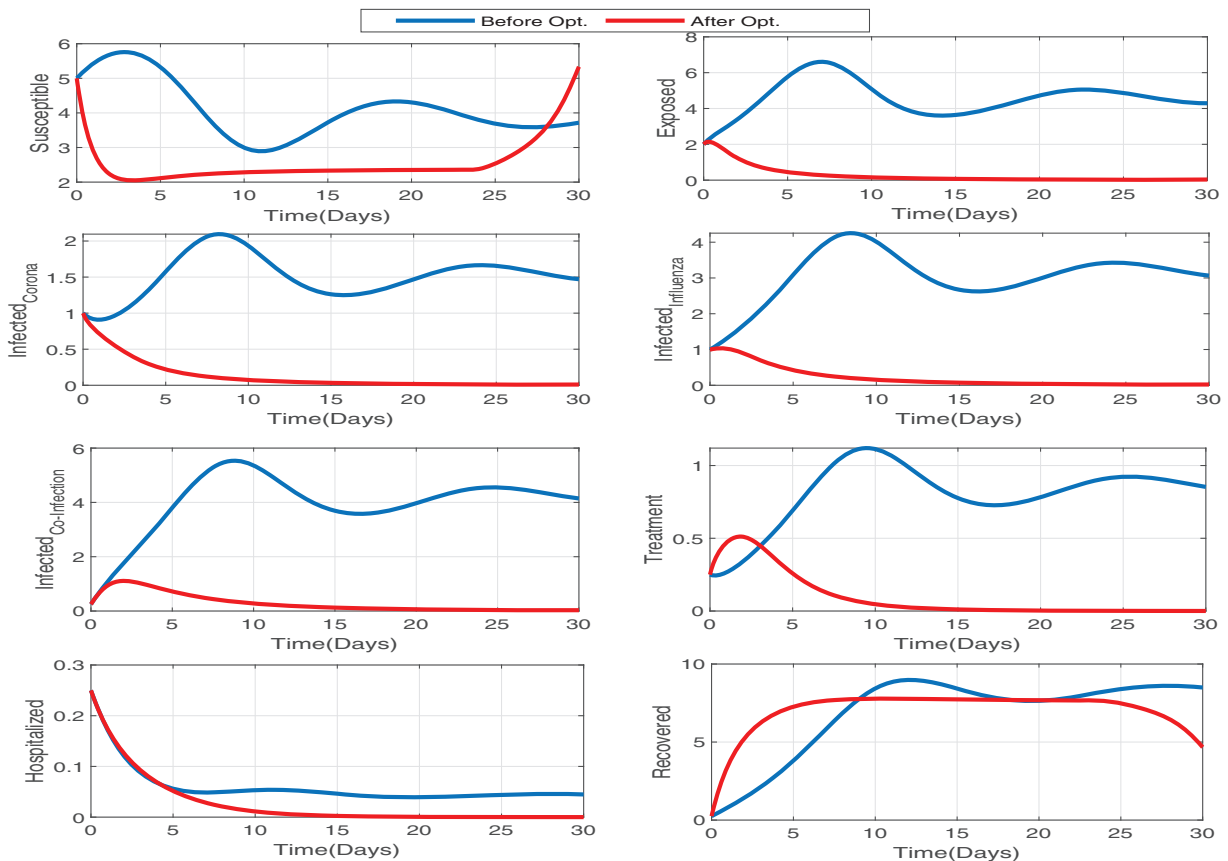 Before Opt. After Opt.
Susceptible
6
5
4
3
2
0 5 10 15 20 25 30
Time(Days)
Exposed
8
6
4
2
0
0 5 10 15 20 25 30
Time(Days)
Infected_Corona
2
1.5
1
0.5
0
0 5 10 15 20 25 30
Time(Days)
Infected_Influenza
4
3
2
1
0
0 5 10 15 20 25 30
Time(Days)
Infected_Co-Infection
6
4
2
0
0 5 10 15 20 25 30
Time(Days)
Treatment
1
0.5
0
0 5 10 15 20 25 30
Time(Days)
Hospitalized
0.3
0.2
0.1
0
0 5 10 15 20 25 30
Time(Days)
Recovered
10
5
0
0 5 10 15 20 25 30
Time(Days)